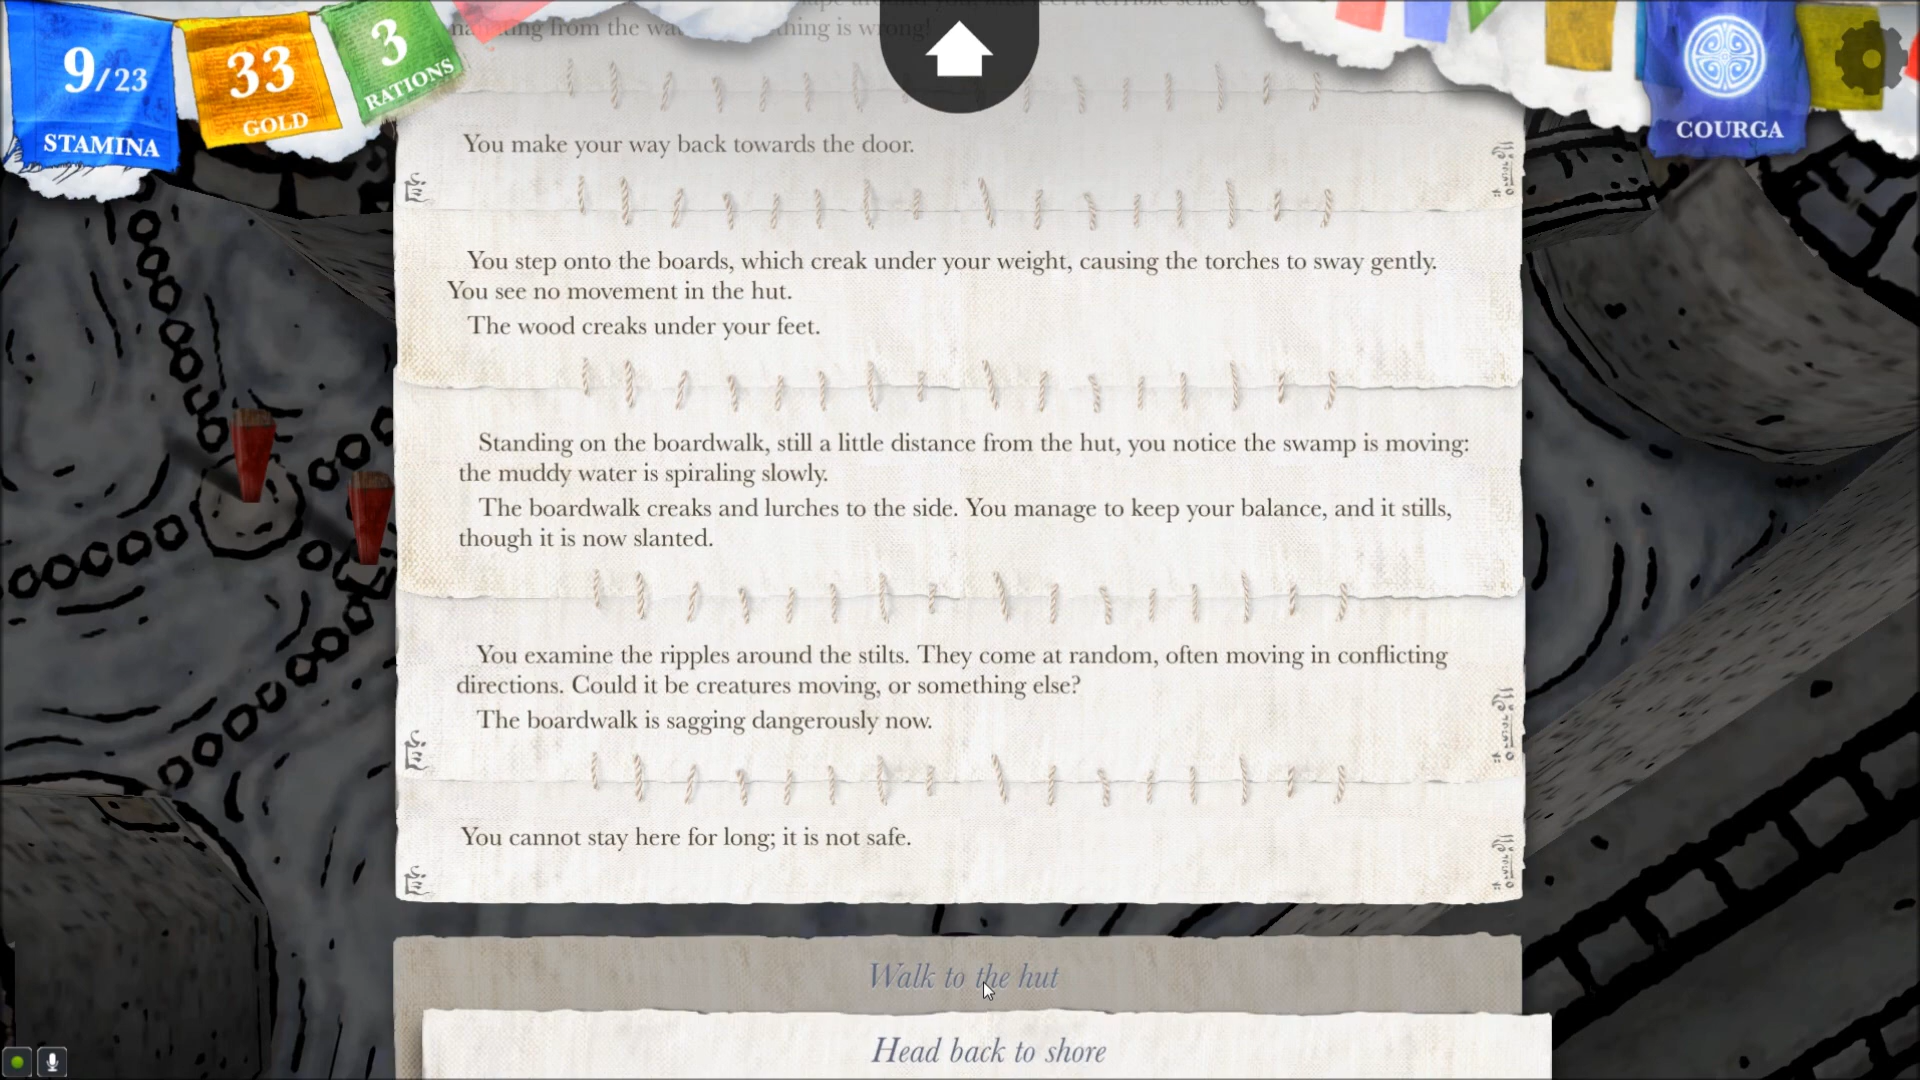 9/23
STAMINA
33
GOLD
3
RATIONS
COURGA
You make your way back towards the door.
You step onto the boards, which creak under your weight, causing the torches to sway gently.
You see no movement in the hut.
The wood creaks under your feet.
Standing on the boardwalk, still a little distance from the hut, you notice the swamp is moving:
the muddy water is spiraling slowly.
The boardwalk creaks and lurches to the side. You manage to keep your balance, and it stills,
though it is now slanted.
You examine the ripples around the stilts. They come at random, often moving in conflicting
directions. Could it be creatures moving, or something else?
The boardwalk is sagging dangerously now.
You cannot stay here for long; it is not safe.
Walk to the hut
Head back to shore